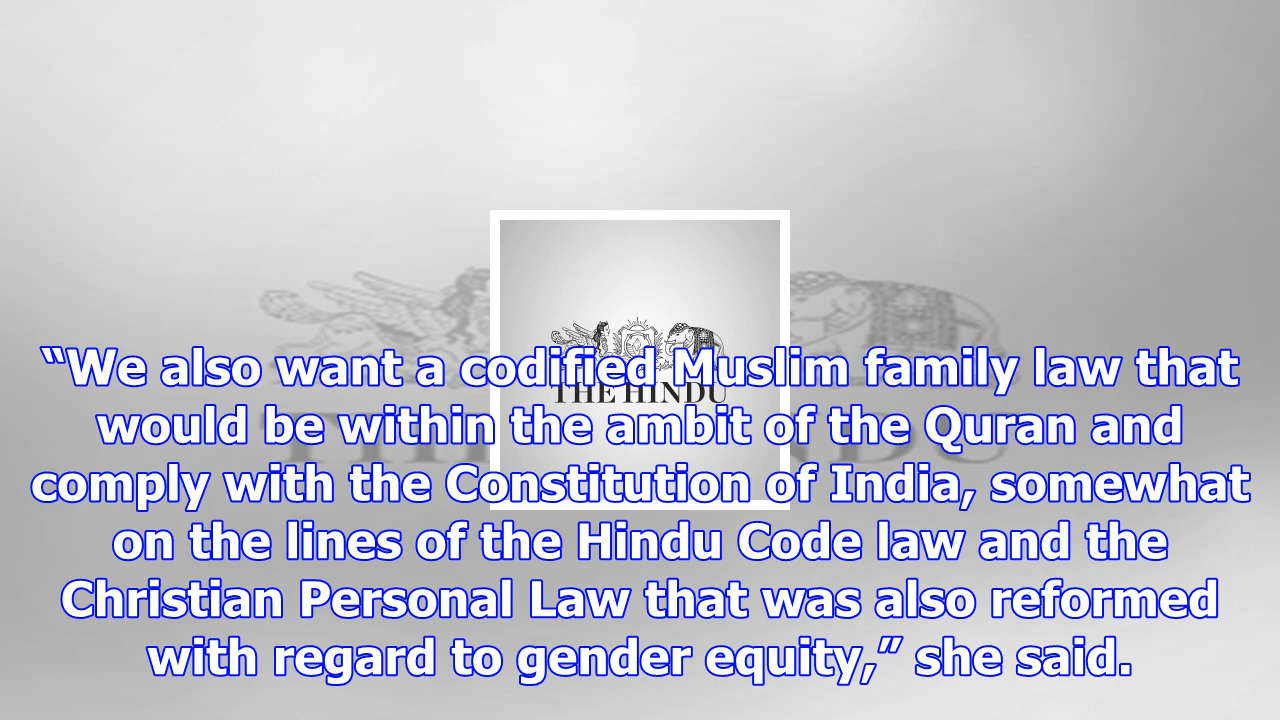 THE HINDU
“We also want a codified Muslim family law that
would be within the ambit of the Quran and
comply with the Constitution of India, somewhat
on the lines of the Hindu Code law and the
Christian Personal Law that was also reformed
with regard to gender equity,” she said.